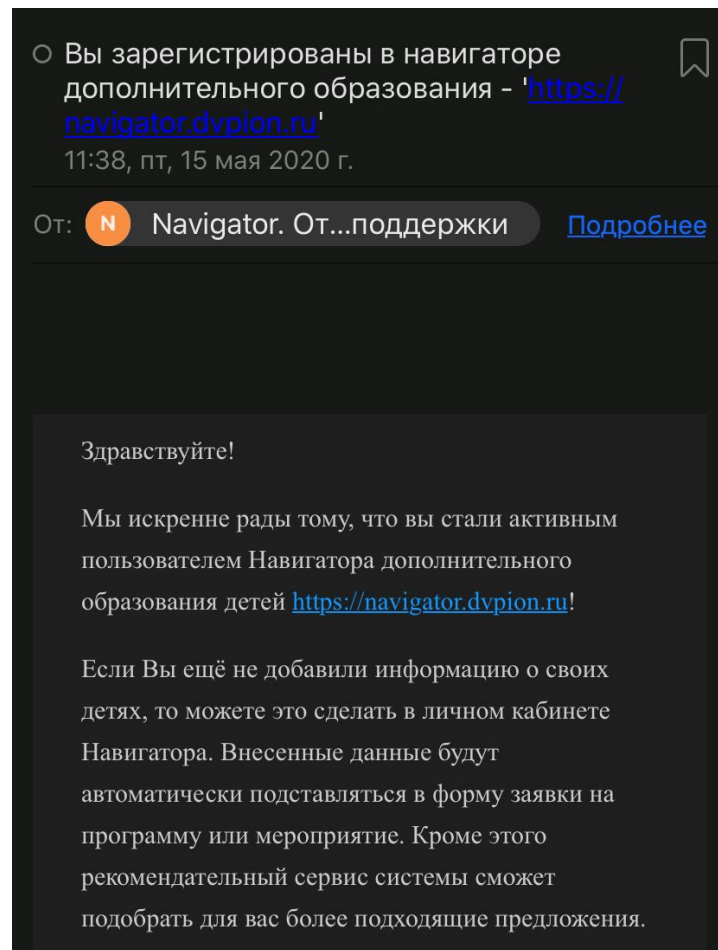 Вы зарегистрированы в навигаторе
дополнительного образования - 'https://
navigator.dvpion.ru'
11:38, пт, 15 мая 2020 г.
От: N Navigator. От...поддержки Подробнее
Здравствуйте!
Мы искренне рады тому, что вы стали активным
пользователем Навигатора дополнительного
образования детей https://navigator.dvpion.ru!
Если Вы ещё не добавили информацию о своих
детях, то можете это сделать в личном кабинете
Навигатора. Внесенные данные будут
автоматически подставляться в форму заявки на
программу или мероприятие. Кроме этого
рекомендательный сервис системы сможет
подобрать для вас более подходящие предложения.